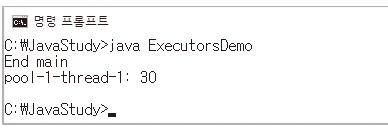 명령 프롬프트
C:₩JavaStudy>java ExecutorsDemo
End main
pool-1-thread-1: 30
C:₩JavaStudy>